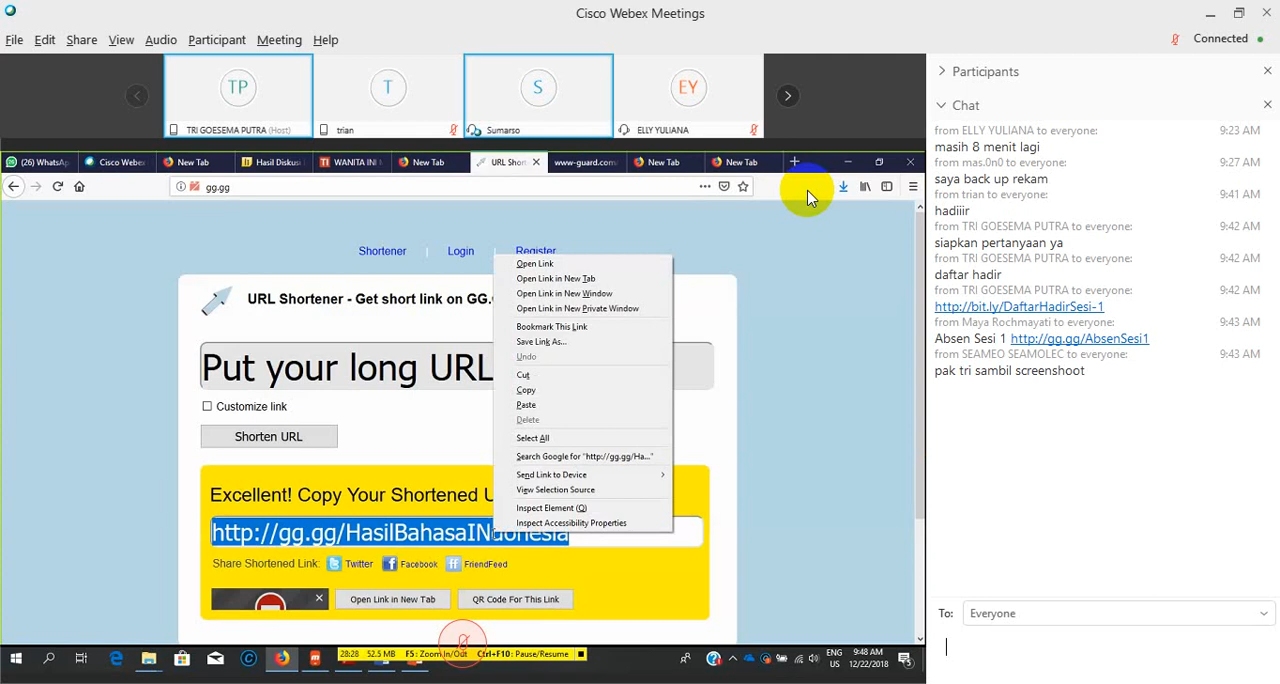 Cisco Webex Meetings
File Edit Share View Audio Participant Meeting Help
Connected
TP
T
S
EY
TRI GOESEMA PUTRA (Host)
trian
Sumarso
ELLY YULIANA
Participants
Chat
from ELLY YULIANA to everyone: 9:23 AM
masih 8 menit lagi
from mas.0n0 to everyone: 9:27 AM
saya back up rekam
from trian to everyone: 9:41 AM
hadiiir
from TRI GOESEMA PUTRA to everyone: 9:42 AM
siapkan pertanyaan ya
from TRI GOESEMA PUTRA to everyone: 9:42 AM
daftar hadir
from TRI GOESEMA PUTRA to everyone: 9:42 AM
http://bit.ly/DaftarHadirSesi-1
from Maya Rochmayati to everyone: 9:43 AM
Absen Sesi 1 http://gg.gg/AbsenSesi1
from SEAMEO SEAMOLEC to everyone: 9:43 AM
pak tri sambil screenshoot
To: Everyone
(26) WhatsA Cisco Webex New Tab Hasil Diskusi WANITA INI New Tab URL Shor www-guard.com New Tab New Tab
gg.gg
Shortener | Login | Register
URL Shortener - Get short link on GG.
Put your long URL
Customize link
Shorten URL
Excellent! Copy Your Shortened U
http://gg.gg/HasilBahasaINdonesia
Share Shortened Link: Twitter Facebook FriendFeed
Open Link in New Tab QR Code For This Link
Open Link
Open Link in New Tab
Open Link in New Window
Open Link in New Private Window
Bookmark This Link
Save Link As...
Undo
Cut
Copy
Paste
Delete
Select All
Search Google for "http://gg.gg/Ha..."
Send Link to Device
View Selection Source
Inspect Element (Q)
Inspect Accessibility Properties
28:28 52.5 MB F5: Zoom In/Out Ctrl+F10: Pause/Resume
ENG
US
9:48 AM
12/22/2018
5